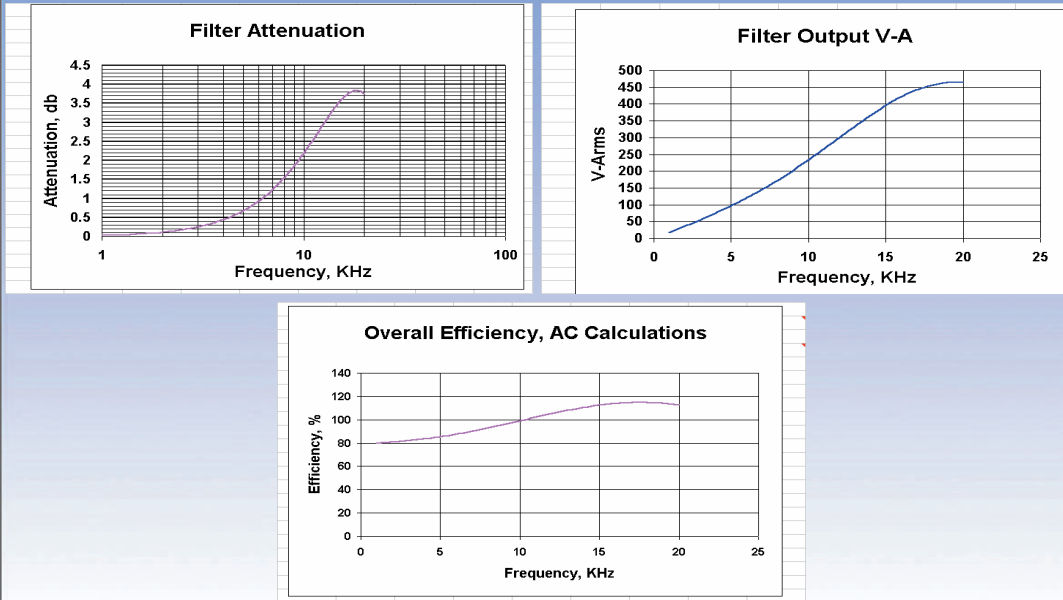 Filter Attenuation
4.5
4
3.5
3
2.5
2
1.5
1
0.5
0
Attenuation, db
1 10 100
Frequency, KHz
Filter Output V-A
500
450
400
350
300
250
200
150
100
50
0
V-Arms
0 5 10 15 20 25
Frequency, KHz
Overall Efficiency, AC Calculations
140
120
100
80
60
40
20
0
Efficiency, %
0 5 10 15 20 25
Frequency, KHz